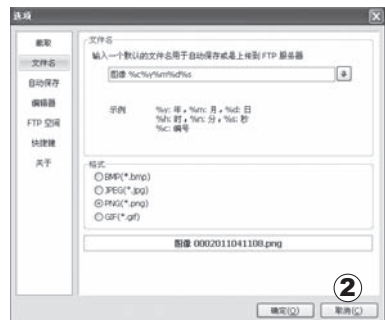 选项
截取
文件名
自动保存
编辑器
FTP 空间
快捷键
关于
文件名
输入一个默认的文件名用于自动保存或是上传到 FTP 服务器
图像 %c%y%m%d%s
示例
%y: 年，%m: 月，%d: 日
%h: 时，%n: 分，%s: 秒
%c: 编号
格式
BMP(*.bmp)
JPEG(*.jpg)
PNG(*.png)
GIF(*.gif)
图像 0002011041108.png
②
确定(O)
取消(C)